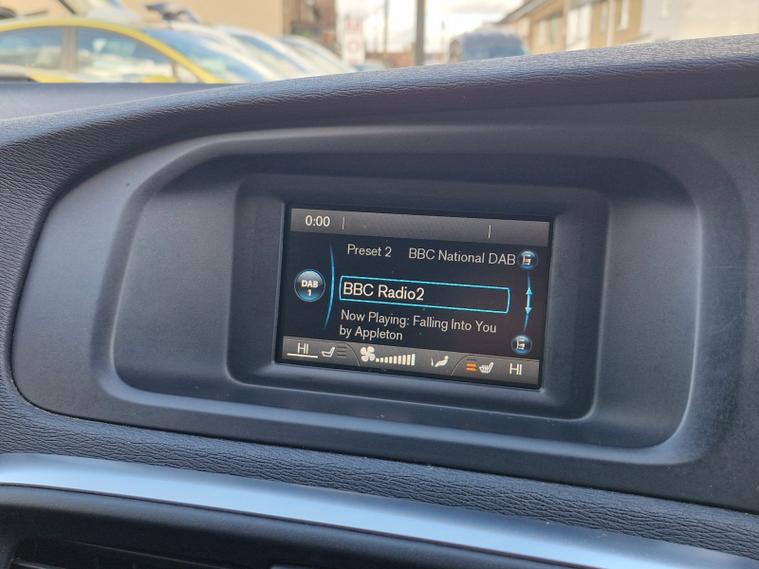 0:00
Preset 2 BBC National DAB
DAB
1
BBC Radio2
Now Playing: Falling Into You
by Appleton
HI HI